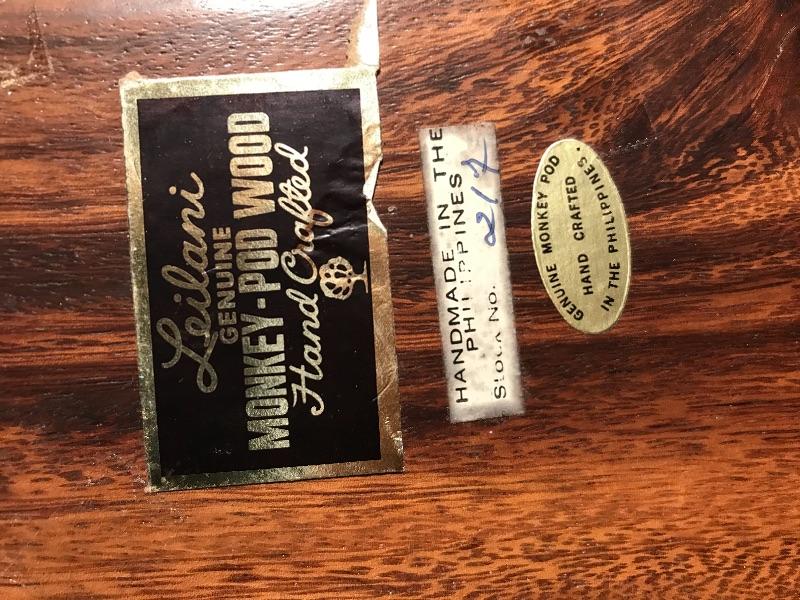 Leilani
GENUINE
MONKEY-POD WOOD
Hand Crafted
HANDMADE IN THE
PHILIPPINES
Stock No. 217
GENUINE MONKEY POD
HAND CRAFTED
IN THE PHILIPPINES.